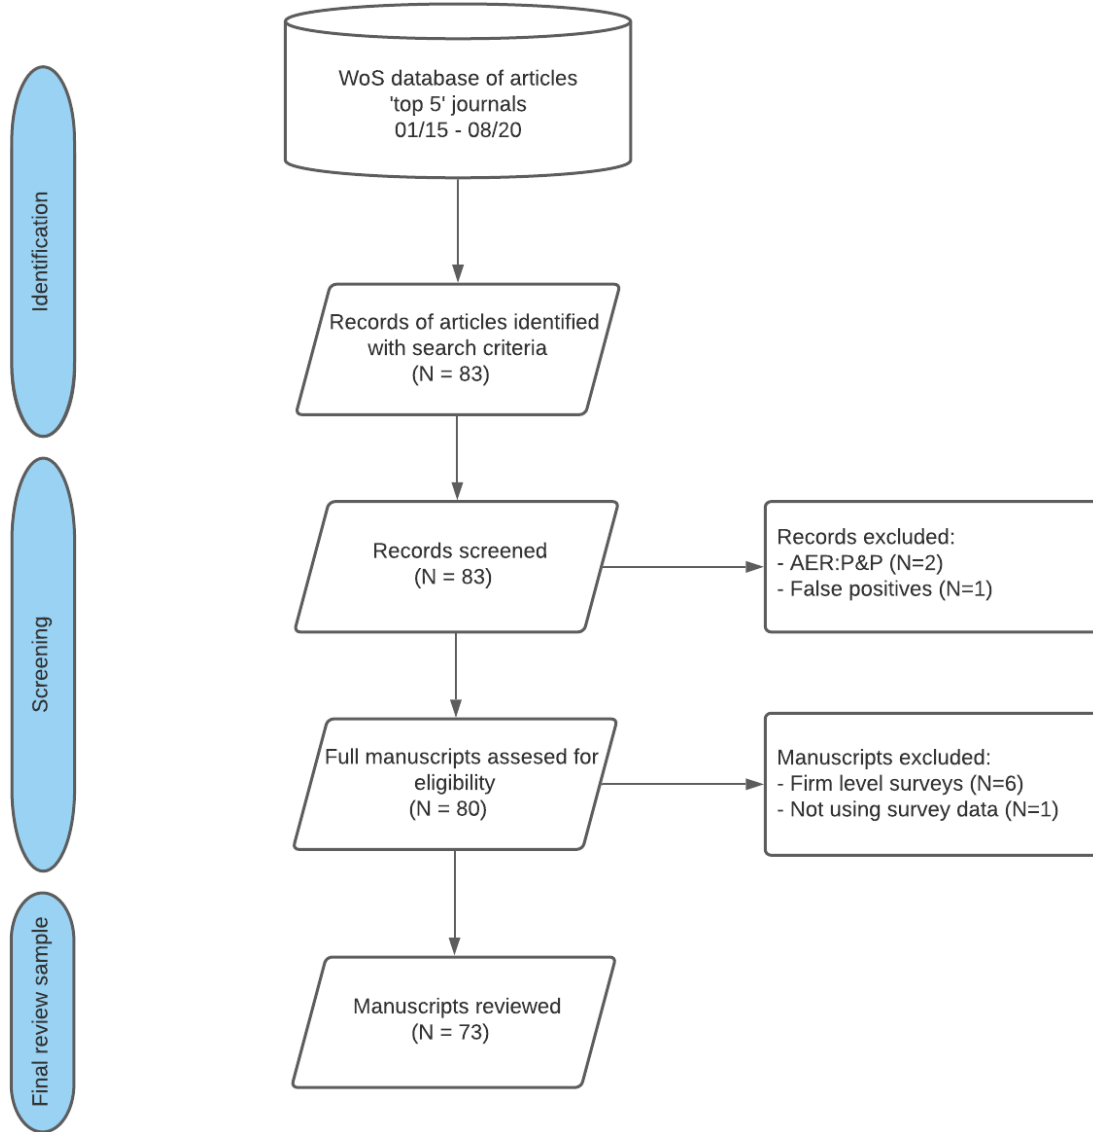 Identification
WoS database of articles
'top 5' journals
01/15 - 08/20
Records of articles identified
with search criteria
(N = 83)
Screening
Records screened
(N = 83)
Records excluded:
- AER:P&P (N=2)
- False positives (N=1)
Full manuscripts assesed for
eligibility
(N = 80)
Manuscripts excluded:
- Firm level surveys (N=6)
- Not using survey data (N=1)
Final review sample
Manuscripts reviewed
(N = 73)